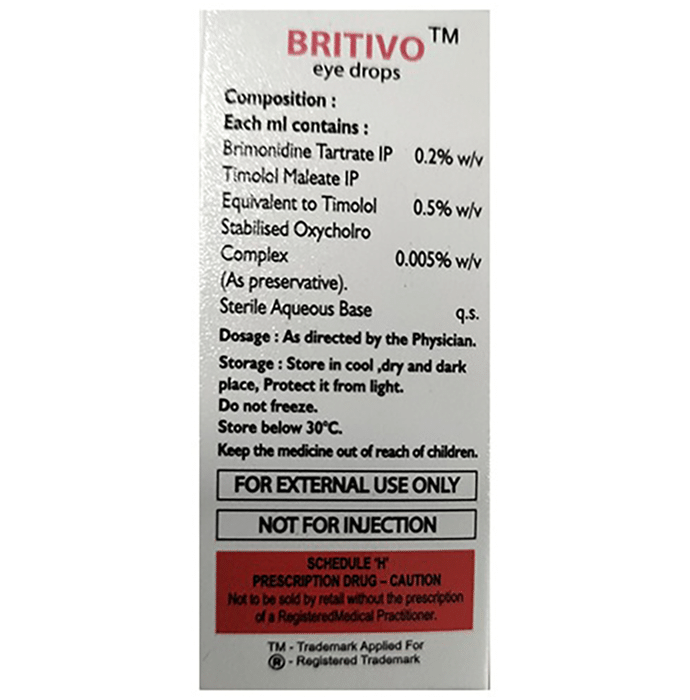 BRITIVO™
eye drops
Composition :
Each ml contains :
Brimonidine Tartrate IP 0.2% w/v
Timolol Maleate IP
Equivalent to Timolol 0.5% w/v
Stabilised Oxycholro
Complex 0.005% w/v
(As preservative).
Sterile Aqueous Base q.s.
Dosage : As directed by the Physician.
Storage : Store in cool ,dry and dark
place, Protect it from light.
Do not freeze.
Store below 30°C.
Keep the medicine out of reach of children.
FOR EXTERNAL USE ONLY
NOT FOR INJECTION
SCHEDULE 'H'
PRESCRIPTION DRUG – CAUTION
Not to be sold by retail without the prescription
of a RegisteredMedical Practitioner.
TM - Trademark Applied For
® - Registered Trademark